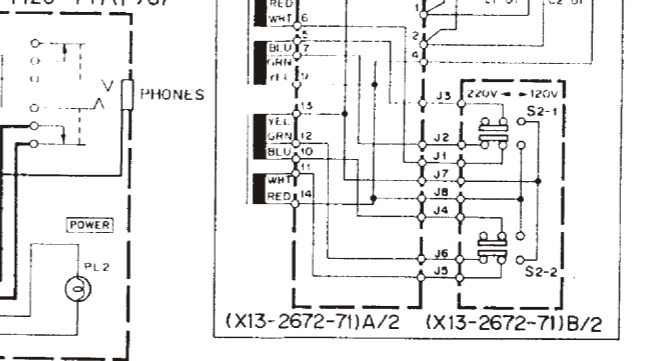 RED
WHT 6
5
BLU 7
GRN
YEL 9
13
YEL
GRN 12
BLU 10
11
WHT
RED 14
1
2
4
J3
220V 120V
S2-1
J2
J1
J7
J8
J4
J6
J5
S2-2
PHONES
POWER
PL2
(X13-2672-71)A/2 (X13-2672-71)B/2